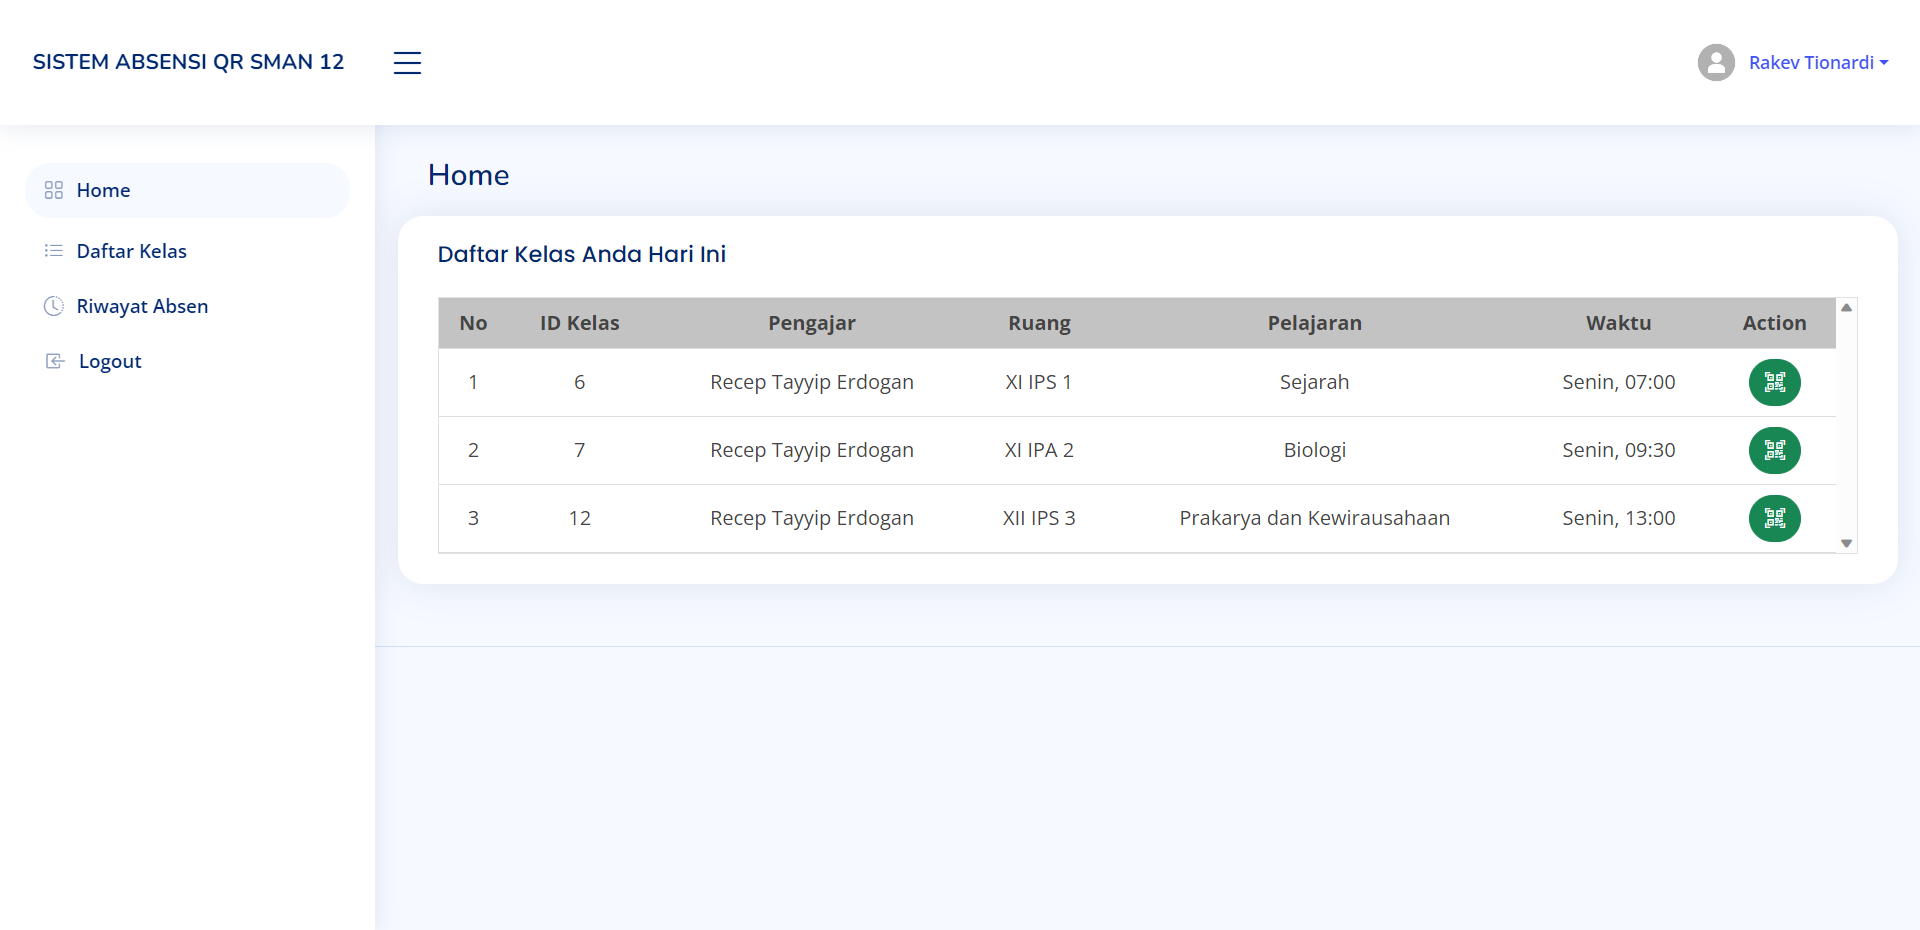 SISTEM ABSENSI QR SMAN 12
Rakev Tionardi
Home
Daftar Kelas
Riwayat Absen
Logout
Home
Daftar Kelas Anda Hari Ini
No ID Kelas Pengajar Ruang Pelajaran Waktu Action
1 6 Recep Tayyip Erdogan XI IPS 1 Sejarah Senin, 07:00
2 7 Recep Tayyip Erdogan XI IPA 2 Biologi Senin, 09:30
3 12 Recep Tayyip Erdogan XII IPS 3 Prakarya dan Kewirausahaan Senin, 13:00